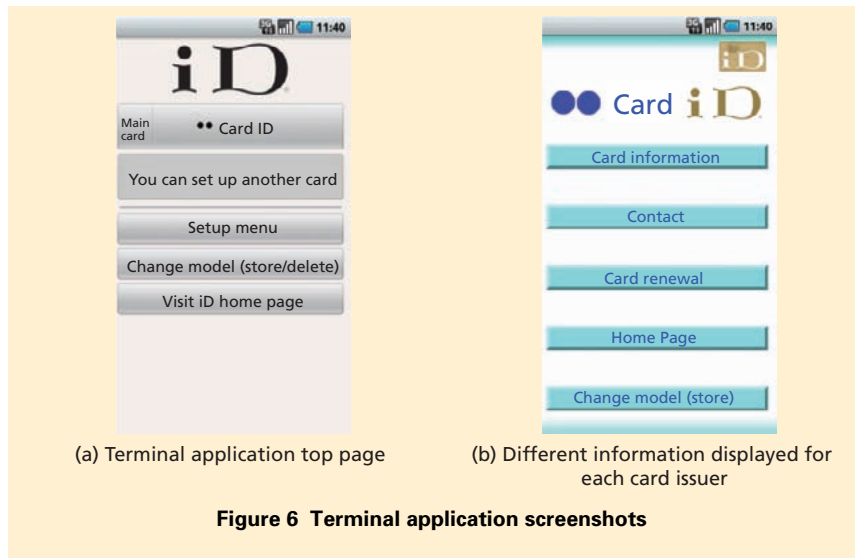 3G 11:40
iD
Main
card
•• Card ID
You can set up another card
Setup menu
Change model (store/delete)
Visit iD home page
(a) Terminal application top page
3G 11:40
iD
●● Card iD
Card information
Contact
Card renewal
Home Page
Change model (store)
(b) Different information displayed for
each card issuer
Figure 6 Terminal application screenshots